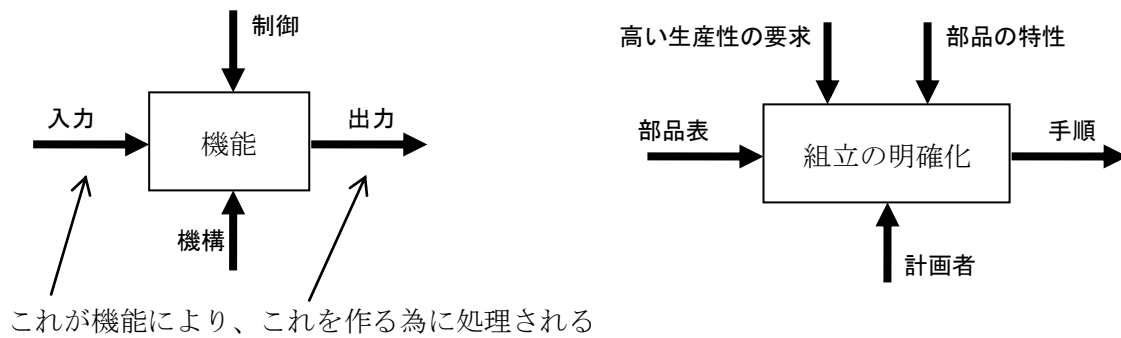 制御
入力
機能
出力
機構
これが機能により、これを作る為に処理される
高い生産性の要求
部品の特性
部品表
組立の明確化
手順
計画者